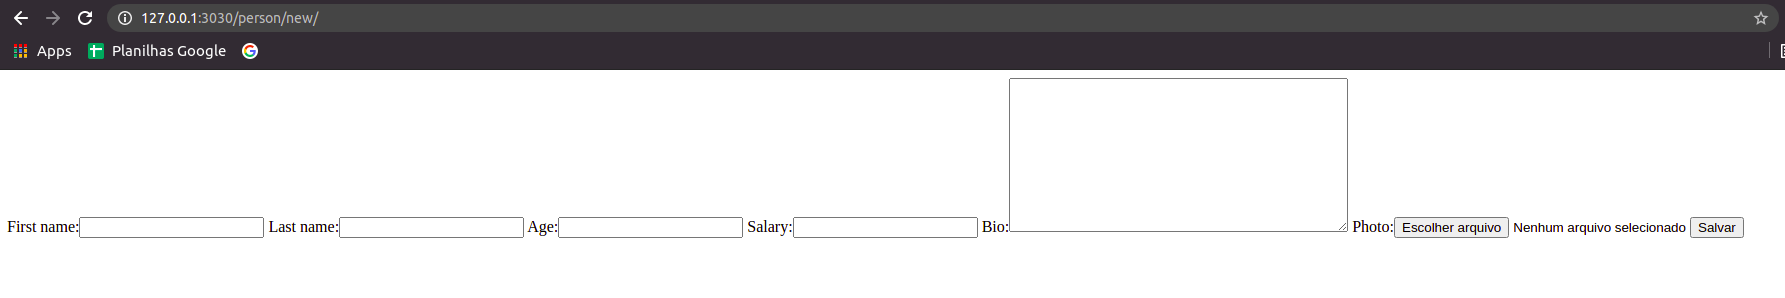 127.0.0.1:3030/person/new/
Apps Planilhas Google
First name: Last name: Age: Salary: Bio: Photo: Escolher arquivo Nenhum arquivo selecionado Salvar